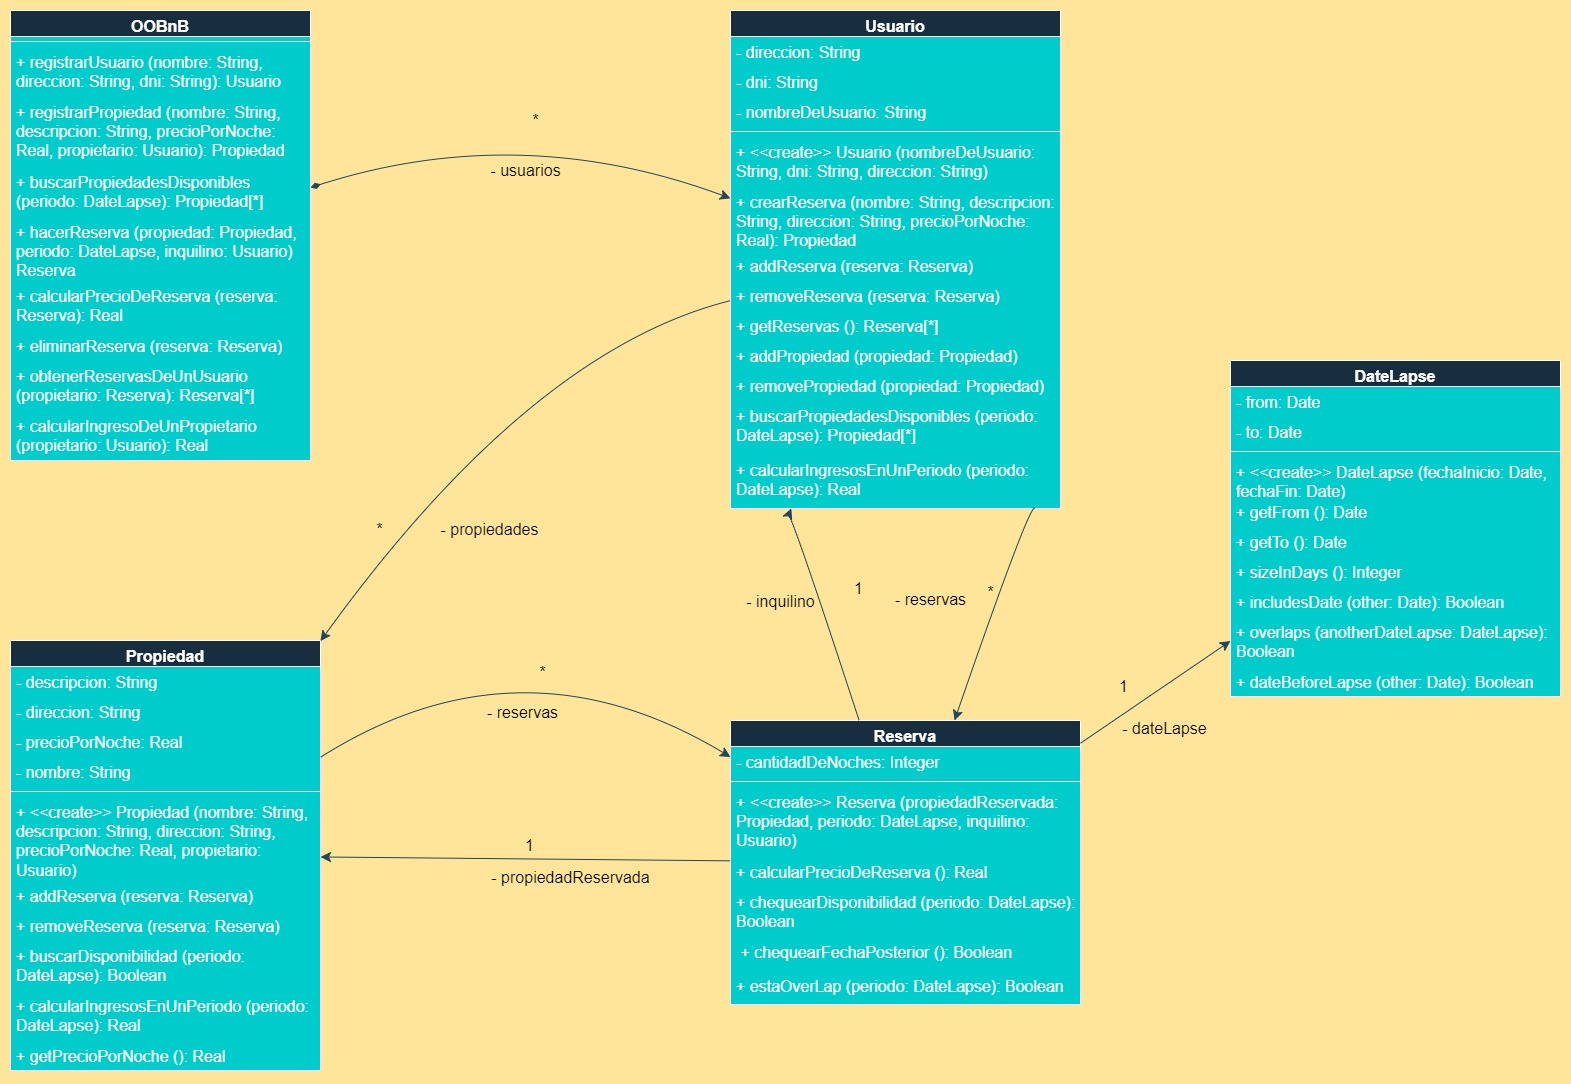 OOBnB
+ registrarUsuario (nombre: String,
direccion: String, dni: String): Usuario
+ registrarPropiedad (nombre: String,
descripcion: String, precioPorNoche:
Real, propietario: Usuario): Propiedad
+ buscarPropiedadesDisponibles
(periodo: DateLapse): Propiedad[*]
+ hacerReserva (propiedad: Propiedad,
periodo: DateLapse, inquilino: Usuario)
Reserva
+ calcularPrecioDeReserva (reserva:
Reserva): Real
+ eliminarReserva (reserva: Reserva)
+ obtenerReservasDeUnUsuario
(propietario: Reserva): Reserva[*]
+ calcularIngresoDeUnPropietario
(propietario: Usuario): Real
*
- usuarios
Usuario
- direccion: String
- dni: String
- nombreDeUsuario: String
+ <<create>> Usuario (nombreDeUsuario:
String, dni: String, direccion: String)
+ crearReserva (nombre: String, descripcion:
String, direccion: String, precioPorNoche:
Real): Propiedad
+ addReserva (reserva: Reserva)
+ removeReserva (reserva: Reserva)
+ getReservas (): Reserva[*]
+ addPropiedad (propiedad: Propiedad)
+ removePropiedad (propiedad: Propiedad)
+ buscarPropiedadesDisponibles (periodo:
DateLapse): Propiedad[*]
+ calcularIngresosEnUnPeriodo (periodo:
DateLapse): Real
DateLapse
- from: Date
- to: Date
+ <<create>> DateLapse (fechaInicio: Date,
fechaFin: Date)
+ getFrom (): Date
+ getTo (): Date
+ sizeInDays (): Integer
+ includesDate (other: Date): Boolean
+ overlaps (anotherDateLapse: DateLapse):
Boolean
+ dateBeforeLapse (other: Date): Boolean
*
- propiedades
- inquilino
1
- reservas
*
1
- dateLapse
Propiedad
- descripcion: String
- direccion: String
- precioPorNoche: Real
- nombre: String
+ <<create>> Propiedad (nombre: String,
descripcion: String, direccion: String,
precioPorNoche: Real, propietario:
Usuario)
+ addReserva (reserva: Reserva)
+ removeReserva (reserva: Reserva)
+ buscarDisponibilidad (periodo:
DateLapse): Boolean
+ calcularIngresosEnUnPeriodo (periodo:
DateLapse): Real
+ getPrecioPorNoche (): Real
*
- reservas
1
- propiedadReservada
Reserva
- cantidadDeNoches: Integer
+ <<create>> Reserva (propiedadReservada:
Propiedad, periodo: DateLapse, inquilino:
Usuario)
+ calcularPrecioDeReserva (): Real
+ chequearDisponibilidad (periodo: DateLapse):
Boolean
+ chequearFechaPosterior (): Boolean
+ estaOverLap (periodo: DateLapse): Boolean